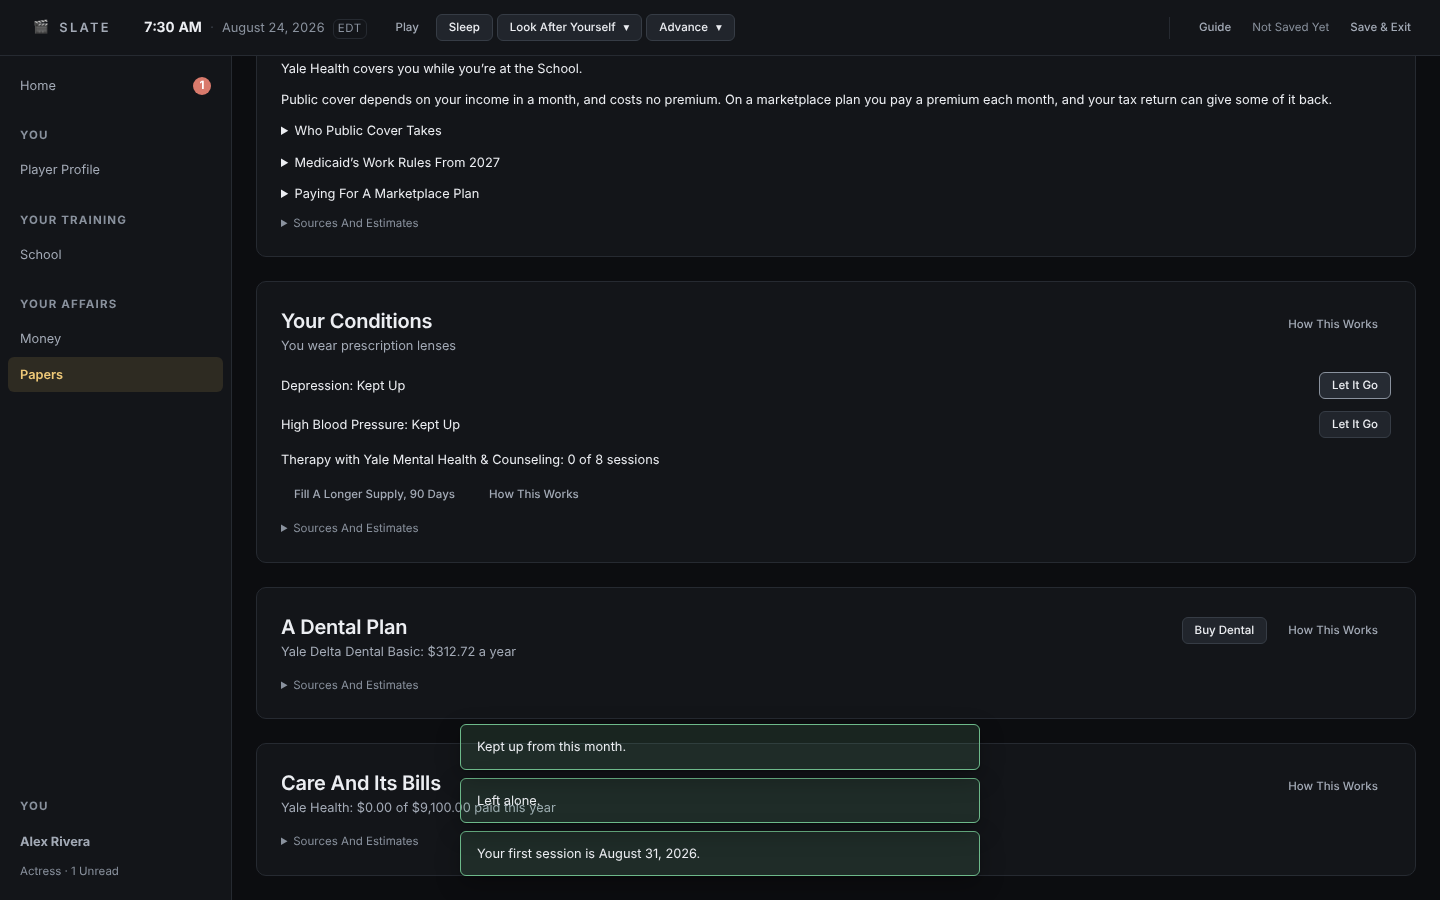 SLATE
7:30 AM · August 24, 2026 EDT
Play
Sleep
Look After Yourself ▾
Advance ▾
Guide
Not Saved Yet
Save & Exit
Home
1
YOU
Player Profile
YOUR TRAINING
School
YOUR AFFAIRS
Money
Papers
YOU
Alex Rivera
Actress · 1 Unread
Yale Health covers you while you’re at the School.
Public cover depends on your income in a month, and costs no premium. On a marketplace plan you pay a premium each month, and your tax return can give some of it back.
Who Public Cover Takes
Medicaid’s Work Rules From 2027
Paying For A Marketplace Plan
Sources And Estimates
Your Conditions
How This Works
You wear prescription lenses
Depression: Kept Up
Let It Go
High Blood Pressure: Kept Up
Let It Go
Therapy with Yale Mental Health & Counseling: 0 of 8 sessions
Fill A Longer Supply, 90 Days
How This Works
Sources And Estimates
A Dental Plan
Buy Dental
How This Works
Yale Delta Dental Basic: $312.72 a year
Sources And Estimates
Care And Its Bills
How This Works
Yale Health: $0.00 of $9,100.00 paid this year
Sources And Estimates
Kept up from this month.
Left alone.
Your first session is August 31, 2026.